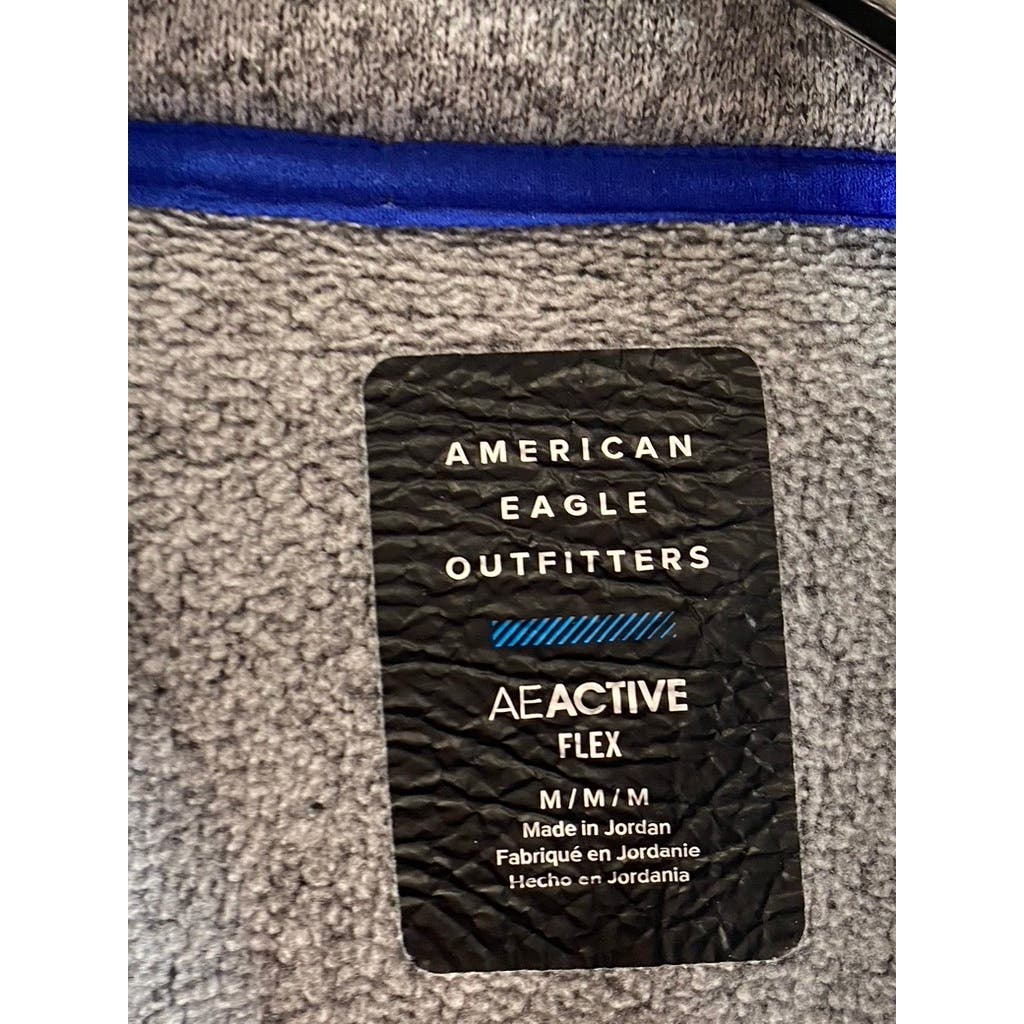 AMERICAN
EAGLE
OUTFITTERS
AEACTIVE
FLEX
M / M / M
Made in Jordan
Fabriqué en Jordanie
Hecho en Jordania